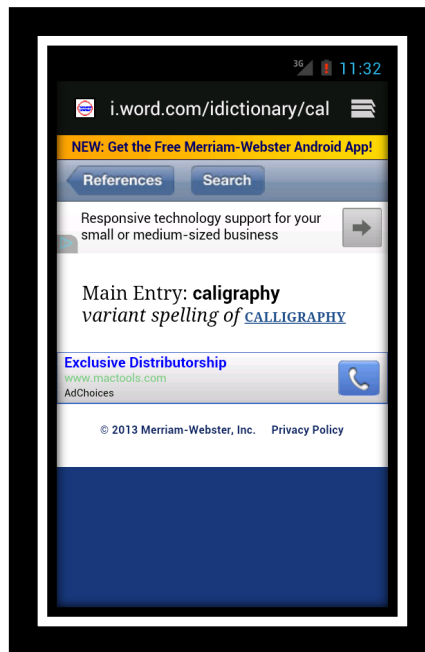 3G 11:32
i.word.com/idictionary/cal
NEW: Get the Free Merriam-Webster Android App!
References Search
Responsive technology support for your
small or medium-sized business
Main Entry: caligraphy
variant spelling of CALLIGRAPHY
Exclusive Distributorship
www.mactools.com
AdChoices
© 2013 Merriam-Webster, Inc. Privacy Policy